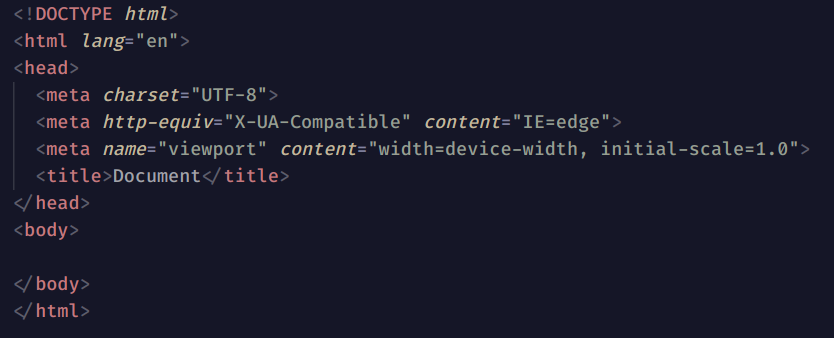 <!DOCTYPE html>
<html lang="en">
<head>
<meta charset="UTF-8">
<meta http-equiv="X-UA-Compatible" content="IE=edge">
<meta name="viewport" content="width=device-width, initial-scale=1.0">
<title>Document</title>
</head>
<body>
</body>
</html>